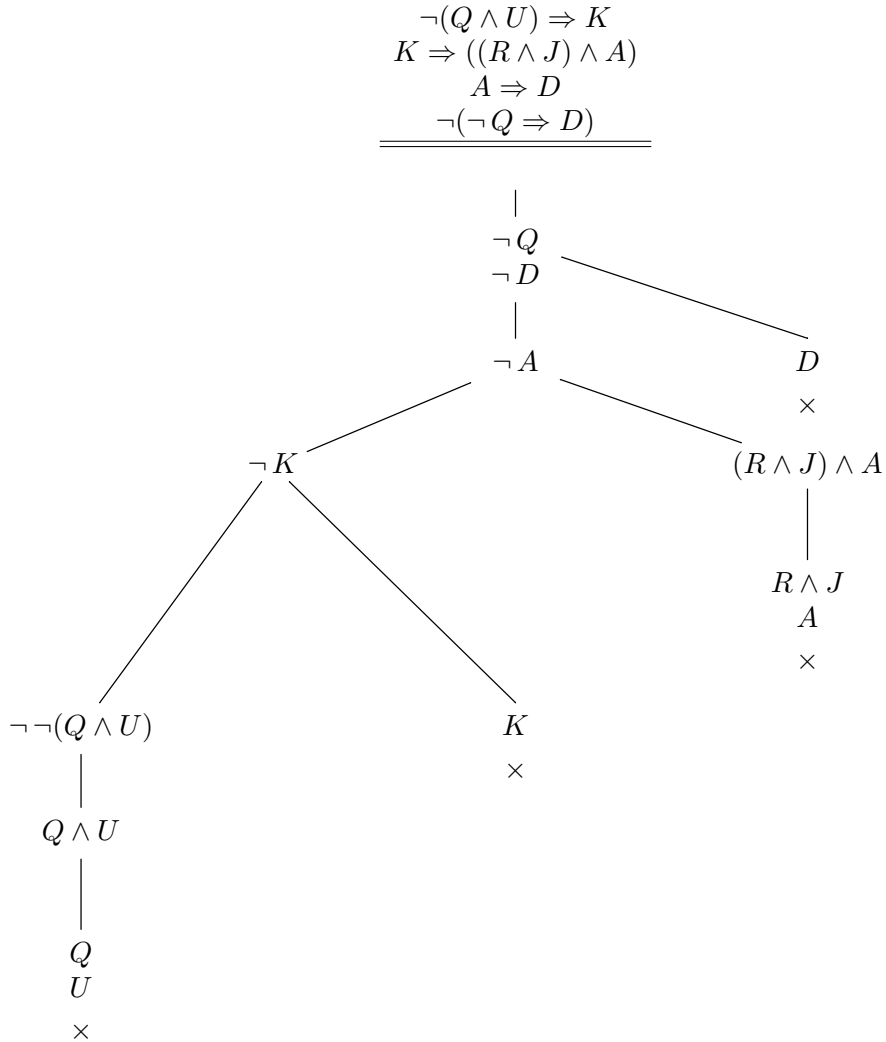 ¬(Q ∧ U) ⇒ K
K ⇒ ((R ∧ J) ∧ A)
A ⇒ D
¬(¬Q ⇒ D)
¬Q
¬D
¬A
D
×
¬K
(R ∧ J) ∧ A
R ∧ J
A
×
¬¬(Q ∧ U)
K
×
Q ∧ U
Q
U
×